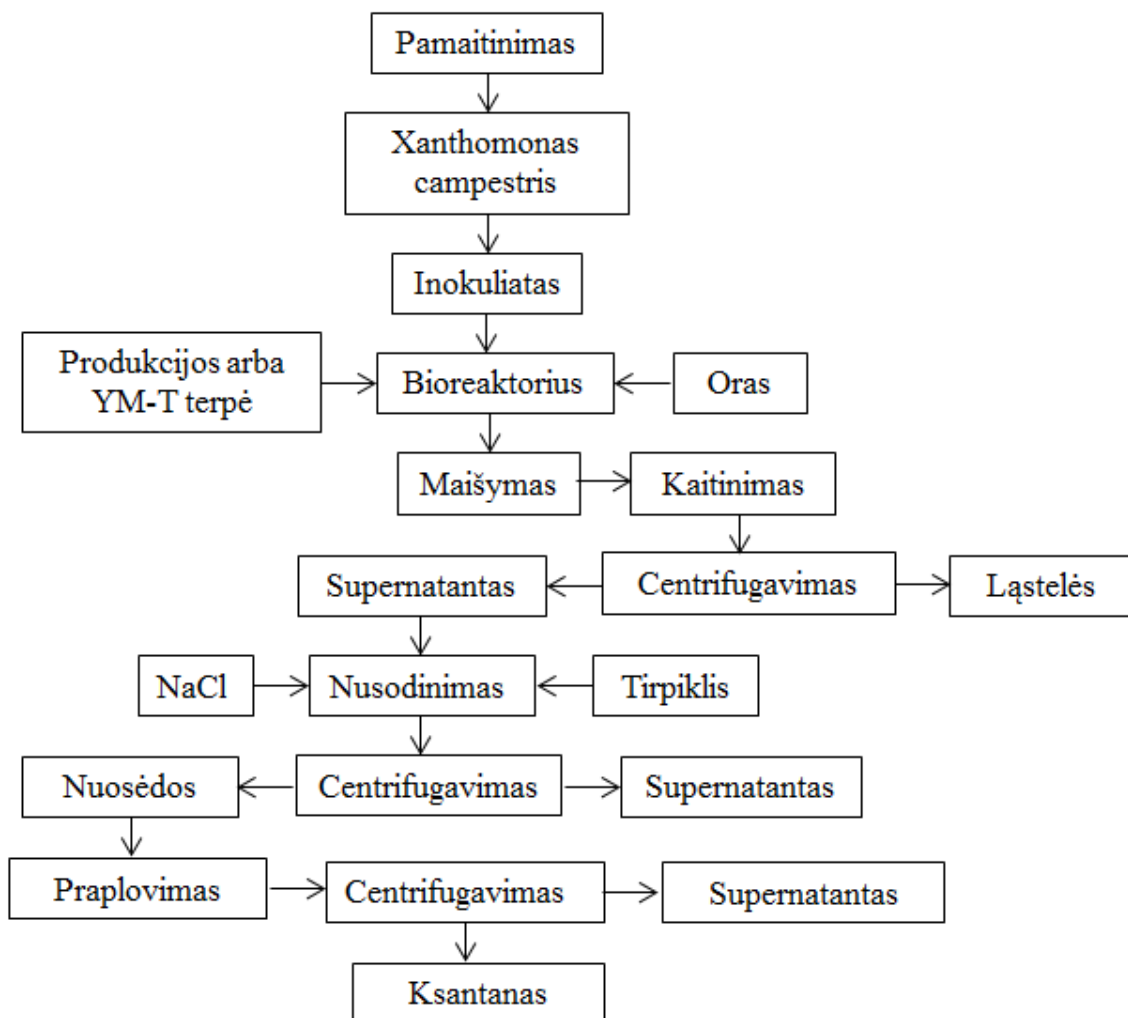 Pamaitinimas
Xanthomonas
campestris
Inokuliatas
Produkcijos arba
YM-T terpė
Bioreaktorius
Oras
Maišymas
Kaitinimas
Supernatantas
Centrifugavimas
Ląstelės
NaCl
Nusodinimas
Tirpiklis
Nuosėdos
Centrifugavimas
Supernatantas
Praplovimas
Centrifugavimas
Supernatantas
Ksantanas